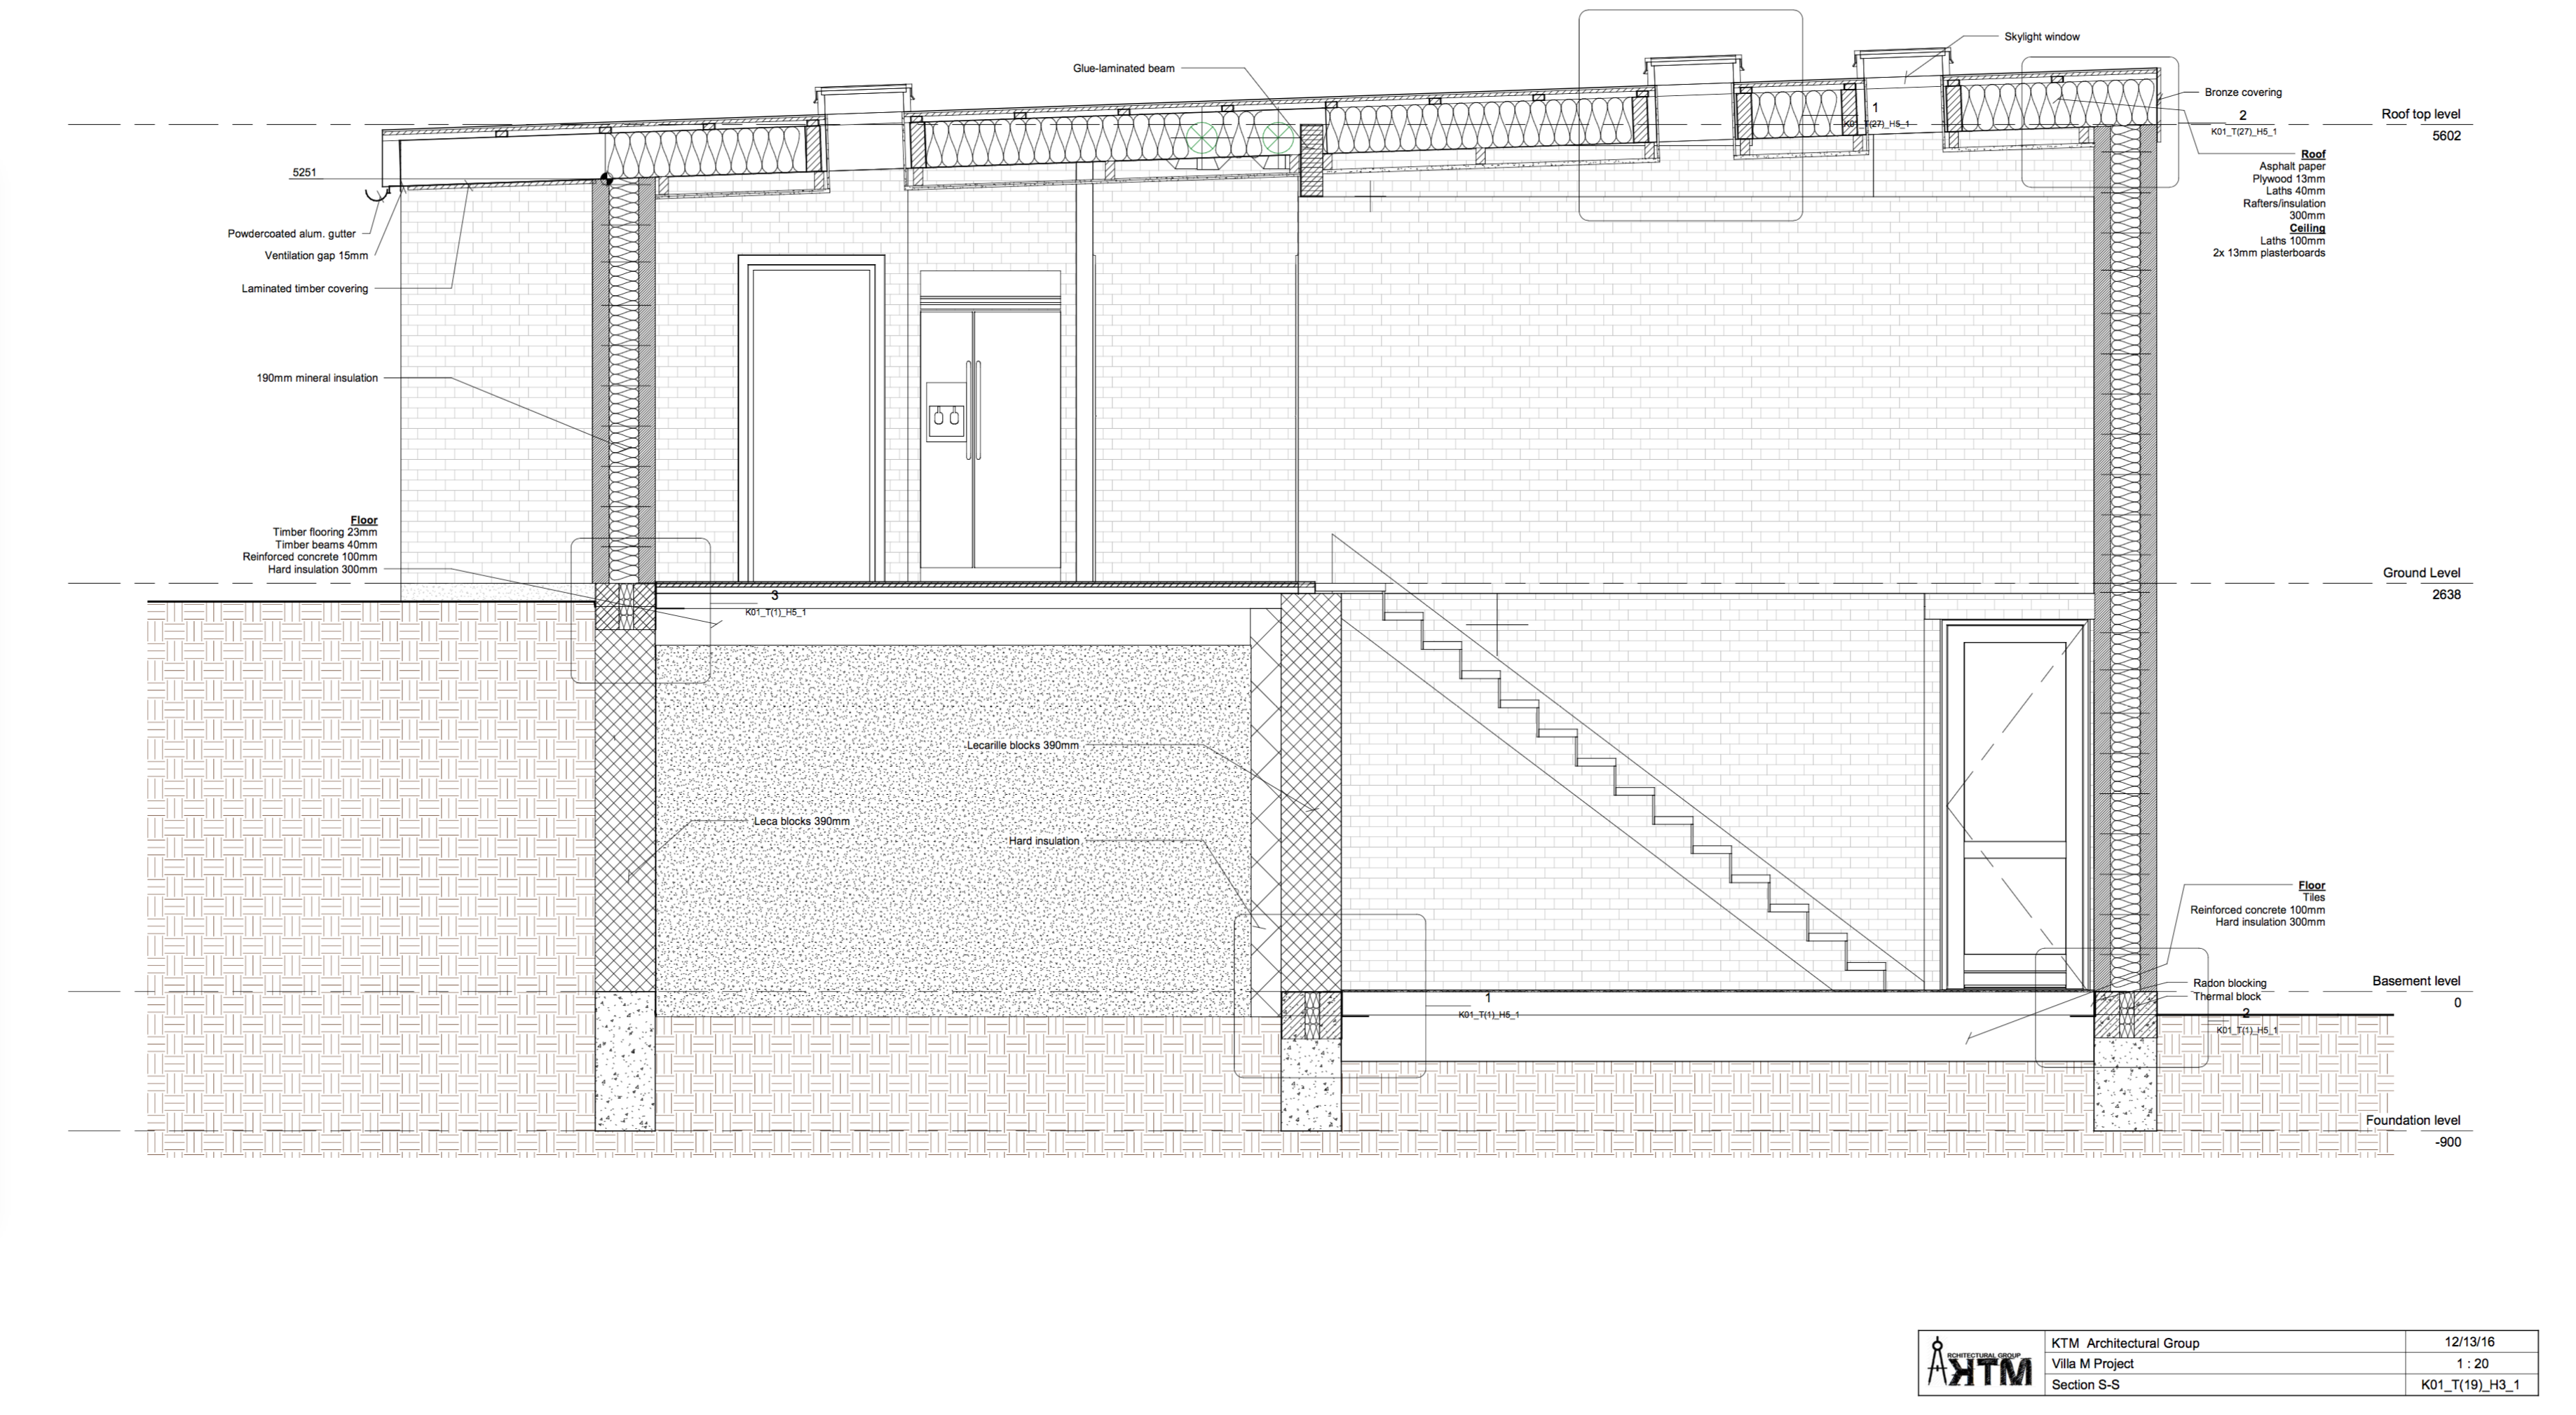 Skylight window
Glue-laminated beam
Bronze covering
1
K01_T(27)_H5_1
2
K01_T(27)_H5_1
Roof top level
5602
Roof
Asphalt paper
Plywood 13mm
Laths 40mm
Rafters/insulation
300mm
Ceiling
Laths 100mm
2x 13mm plasterboards
5251
Powdercoated alum. gutter
Ventilation gap 15mm
Laminated timber covering
190mm mineral insulation
Floor
Timber flooring 23mm
Timber beams 40mm
Reinforced concrete 100mm
Hard insulation 300mm
Ground Level
2638
3
K01_T(1)_H5_1
Lecarille blocks 390mm
Leca blocks 390mm
Hard insulation
Floor
Tiles
Reinforced concrete 100mm
Hard insulation 300mm
Radon blocking
Thermal block
Basement level
0
1
K01_T(1)_H5_1
2
K01_T(1)_H5_1
Foundation level
-900
RCHITECTURAL GROUP
KTM
KTM Architectural Group
12/13/16
Villa M Project
1 : 20
Section S-S
K01_T(19)_H3_1